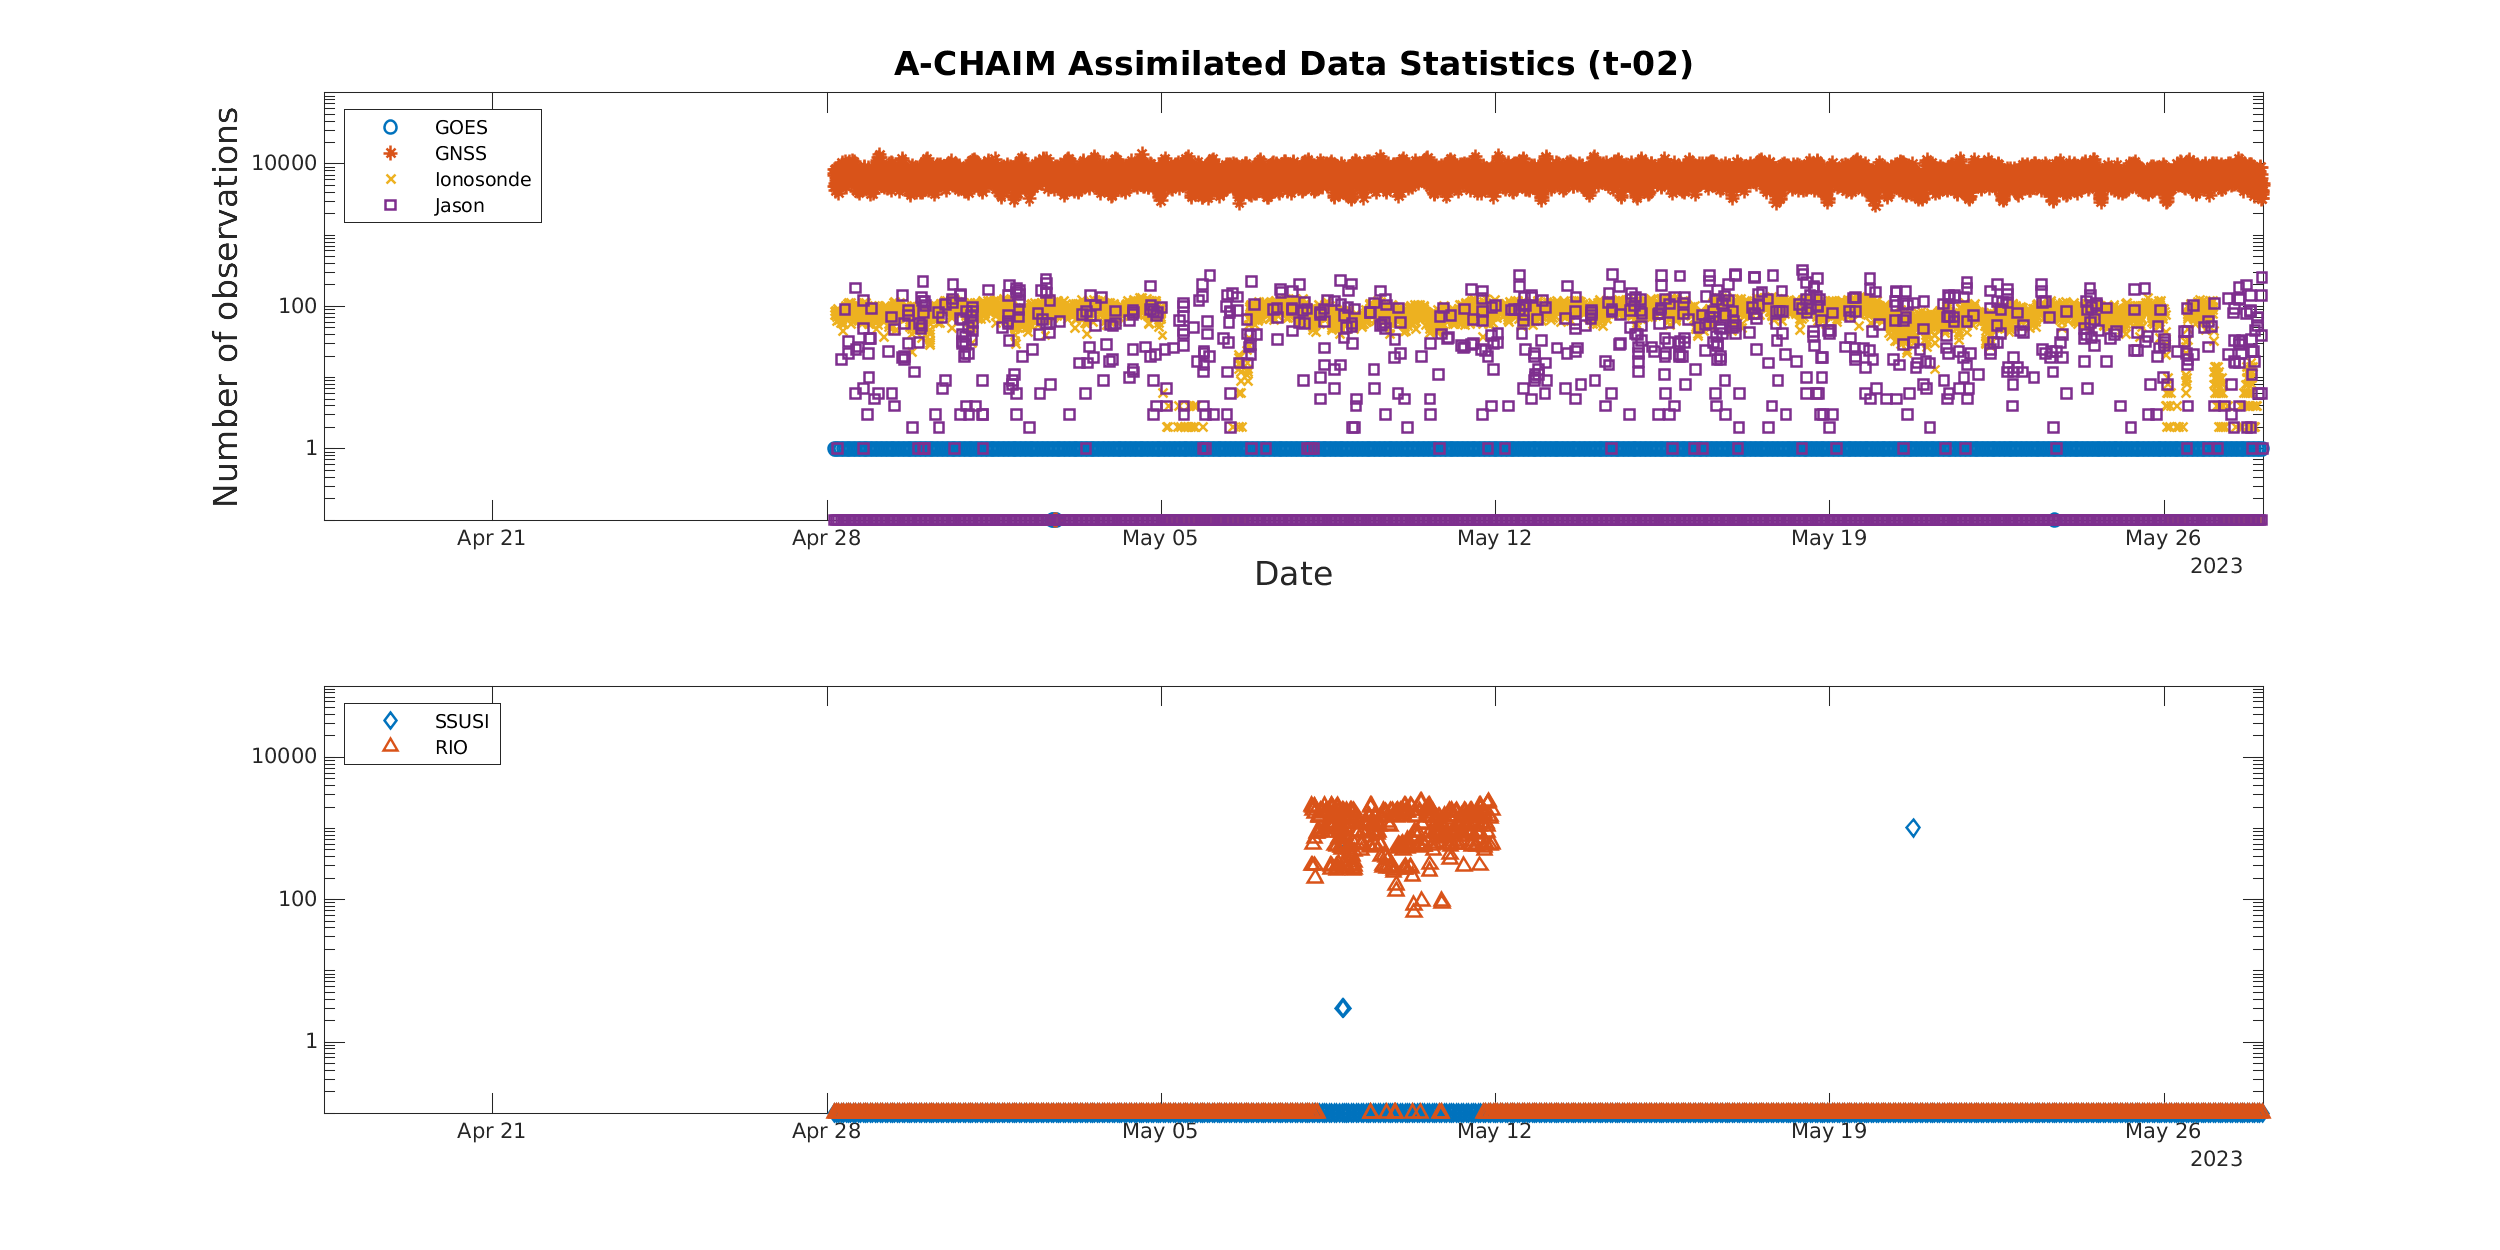 A-CHAIM Assimilated Data Statistics (t-02)
Number of observations
10000
100
1
GOES
GNSS
Ionosonde
Jason
Apr 21
Apr 28
May 05
May 12
May 19
May 26
2023
Date
10000
100
1
SSUSI
RIO
Apr 21
Apr 28
May 05
May 12
May 19
May 26
2023